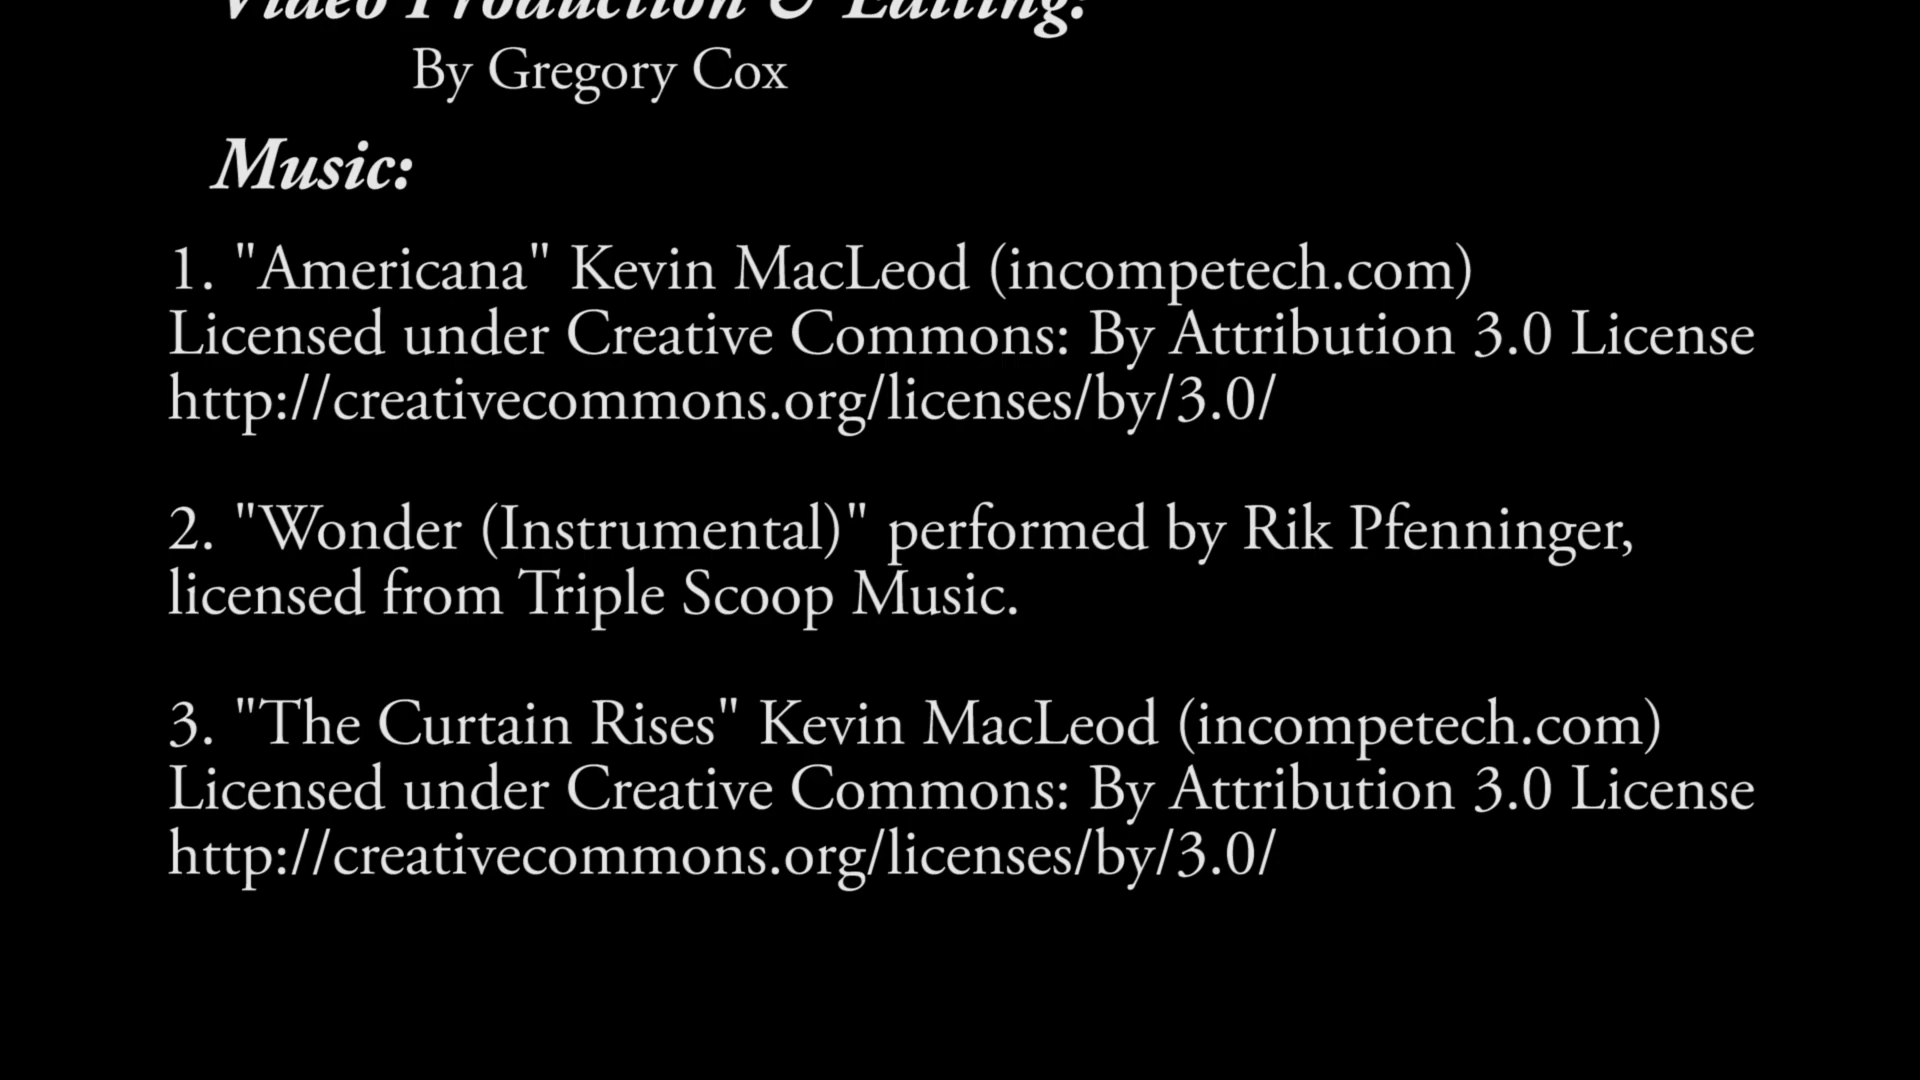 Video Production & Editing:
By Gregory Cox
Music:
1. "Americana" Kevin MacLeod (incompetech.com)
Licensed under Creative Commons: By Attribution 3.0 License
http://creativecommons.org/licenses/by/3.0/
2. "Wonder (Instrumental)" performed by Rik Pfenninger,
licensed from Triple Scoop Music.
3. "The Curtain Rises" Kevin MacLeod (incompetech.com)
Licensed under Creative Commons: By Attribution 3.0 License
http://creativecommons.org/licenses/by/3.0/